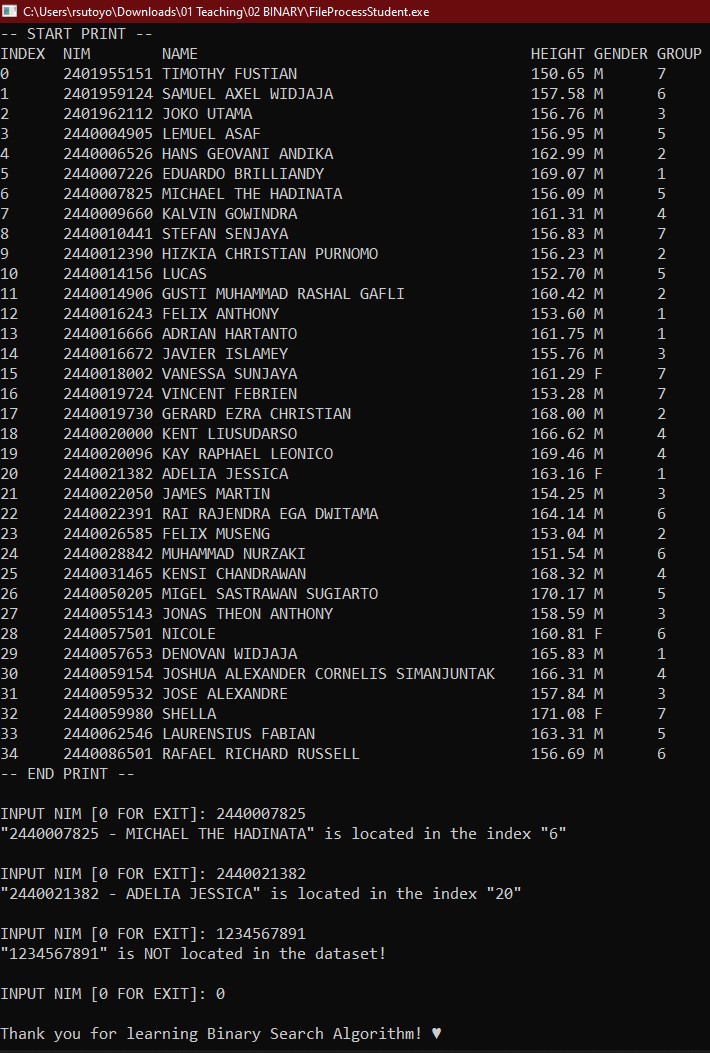 C:\Users\rsutoyo\Downloads\01 Teaching\02 BINARY\FileProcessStudent.exe
-- START PRINT --
INDEX  NIM        NAME                                     HEIGHT GENDER GROUP
0      2401955151 TIMOTHY FUSTIAN                          150.65 M      7
1      2401959124 SAMUEL AXEL WIDJAJA                      157.58 M      6
2      2401962112 JOKO UTAMA                               156.76 M      3
3      2440004905 LEMUEL ASAF                              156.95 M      5
4      2440006526 HANS GEOVANI ANDIKA                      162.99 M      2
5      2440007226 EDUARDO BRILLIANDY                       169.07 M      1
6      2440007825 MICHAEL THE HADINATA                     156.09 M      5
7      2440009660 KALVIN GOWINDRA                          161.31 M      4
8      2440010441 STEFAN SENJAYA                           156.83 M      7
9      2440012390 HIZKIA CHRISTIAN PURNOMO                 156.23 M      2
10     2440014156 LUCAS                                    152.70 M      5
11     2440014906 GUSTI MUHAMMAD RASHAL GAFLI              160.42 M      2
12     2440016243 FELIX ANTHONY                            153.60 M      1
13     2440016666 ADRIAN HARTANTO                          161.75 M      1
14     2440016672 JAVIER ISLAMEY                           155.76 M      3
15     2440018002 VANESSA SUNJAYA                          161.29 F      7
16     2440019724 VINCENT FEBRIEN                          153.28 M      7
17     2440019730 GERARD EZRA CHRISTIAN                    168.00 M      2
18     2440020000 KENT LIUSUDARSO                          166.62 M      4
19     2440020096 KAY RAPHAEL LEONICO                      169.46 M      4
20     2440021382 ADELIA JESSICA                           163.16 F      1
21     2440022050 JAMES MARTIN                             154.25 M      3
22     2440022391 RAI RAJENDRA EGA DWITAMA                 164.14 M      6
23     2440026585 FELIX MUSENG                             153.04 M      2
24     2440028842 MUHAMMAD NURZAKI                         151.54 M      6
25     2440031465 KENSI CHANDRAWAN                         168.32 M      4
26     2440050205 MIGEL SASTRAWAN SUGIARTO                 170.17 M      5
27     2440055143 JONAS THEON ANTHONY                      158.59 M      3
28     2440057501 NICOLE                                   160.81 F      6
29     2440057653 DENOVAN WIDJAJA                          165.83 M      1
30     2440059154 JOSHUA ALEXANDER CORNELIS SIMANJUNTAK    166.31 M      4
31     2440059532 JOSE ALEXANDRE                           157.84 M      3
32     2440059980 SHELLA                                   171.08 F      7
33     2440062546 LAURENSIUS FABIAN                        163.31 M      5
34     2440086501 RAFAEL RICHARD RUSSELL                   156.69 M      6
-- END PRINT --
INPUT NIM [0 FOR EXIT]: 2440007825
"2440007825 - MICHAEL THE HADINATA" is located in the index "6"
INPUT NIM [0 FOR EXIT]: 2440021382
"2440021382 - ADELIA JESSICA" is located in the index "20"
INPUT NIM [0 FOR EXIT]: 1234567891
"1234567891" is NOT located in the dataset!
INPUT NIM [0 FOR EXIT]: 0
Thank you for learning Binary Search Algorithm! ♥